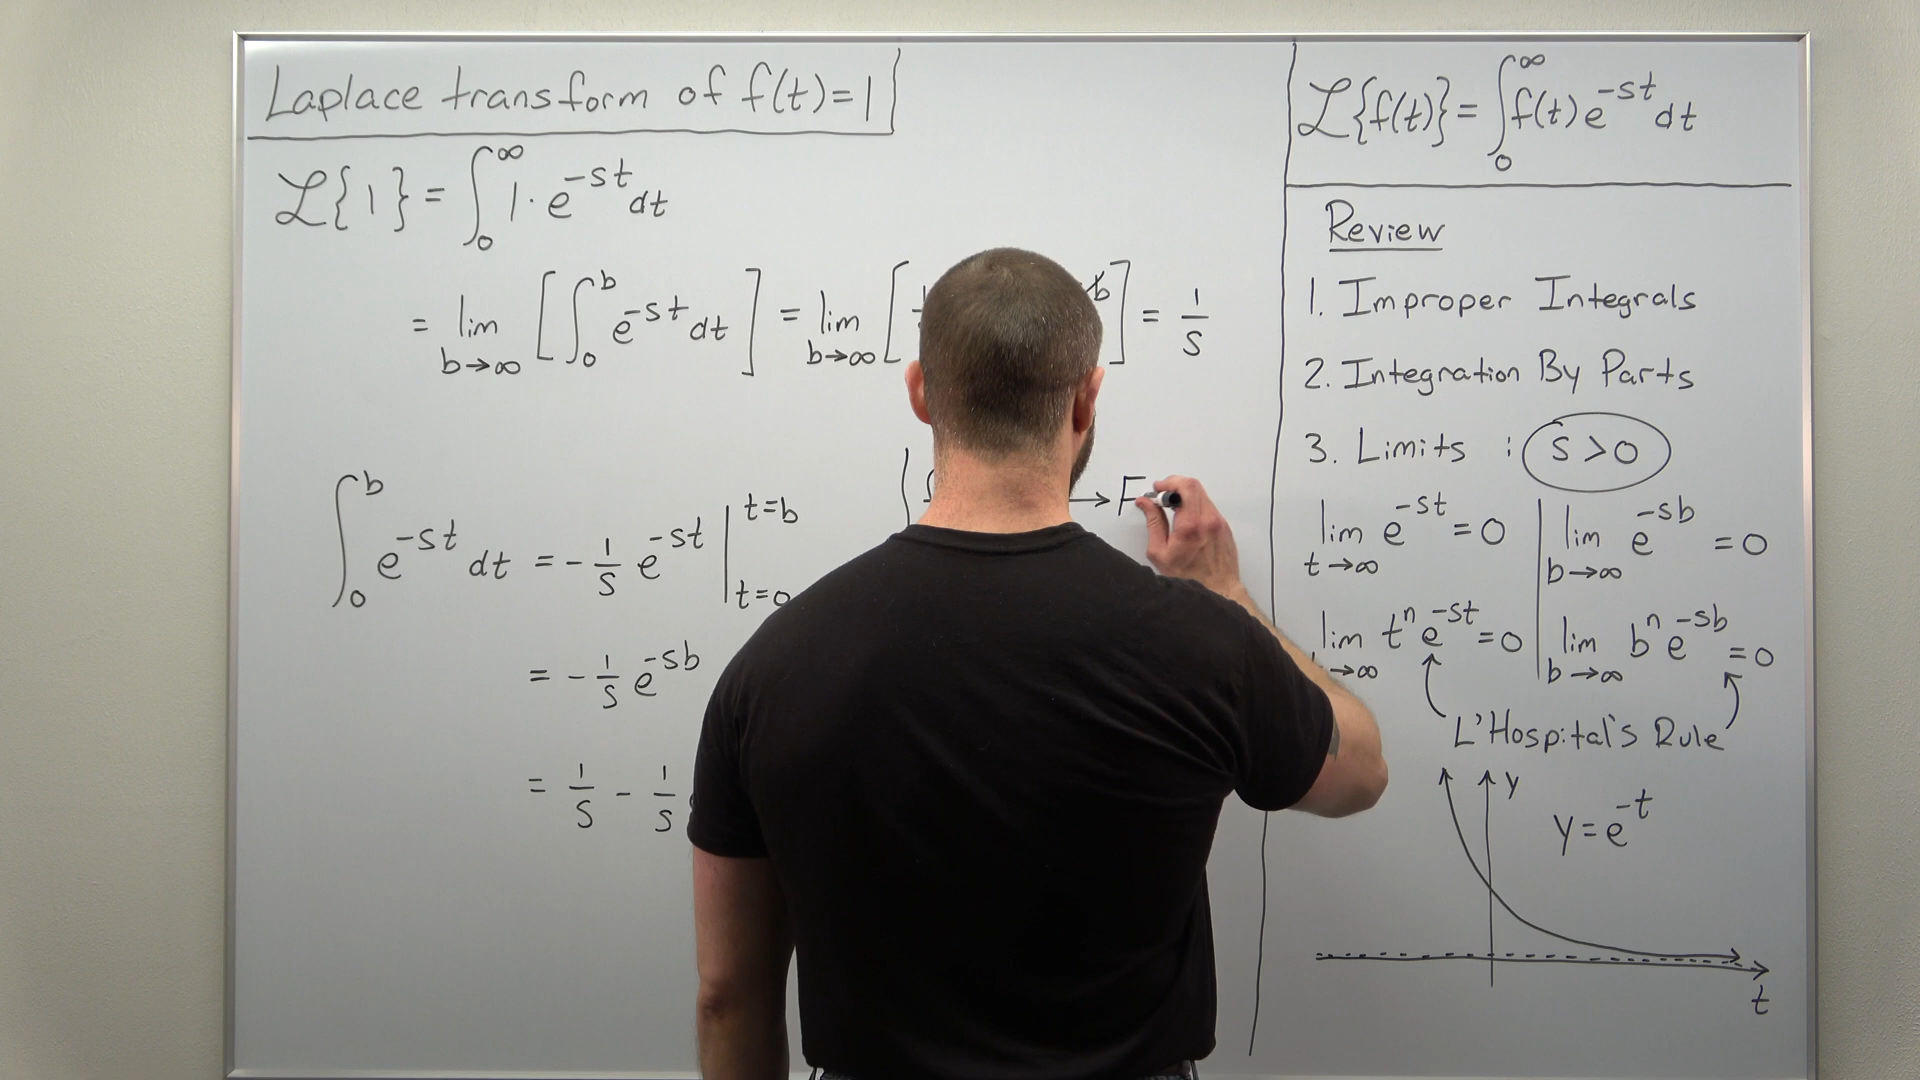 Laplace transform of f(t)=1
ℒ{1} = ∫₀^∞ 1·e^{-st} dt
= lim_{b→∞} [∫₀^b e^{-st} dt] = lim_{b→∞} [ ] = 1/s
→ F
∫₀^b e^{-st} dt = -1/s e^{-st} |_{t=0}^{t=b}
= -1/s e^{-sb}
= 1/s - 1/s
ℒ{f(t)} = ∫₀^∞ f(t) e^{-st} dt
Review
1. Improper Integrals
2. Integration By Parts
3. Limits : s>0
lim_{t→∞} e^{-st} = 0 | lim_{b→∞} e^{-sb} = 0
lim_{→∞} t^n e^{-st} = 0 | lim_{b→∞} b^n e^{-sb} = 0
L'Hospital's Rule
y
y=e^{-t}
t